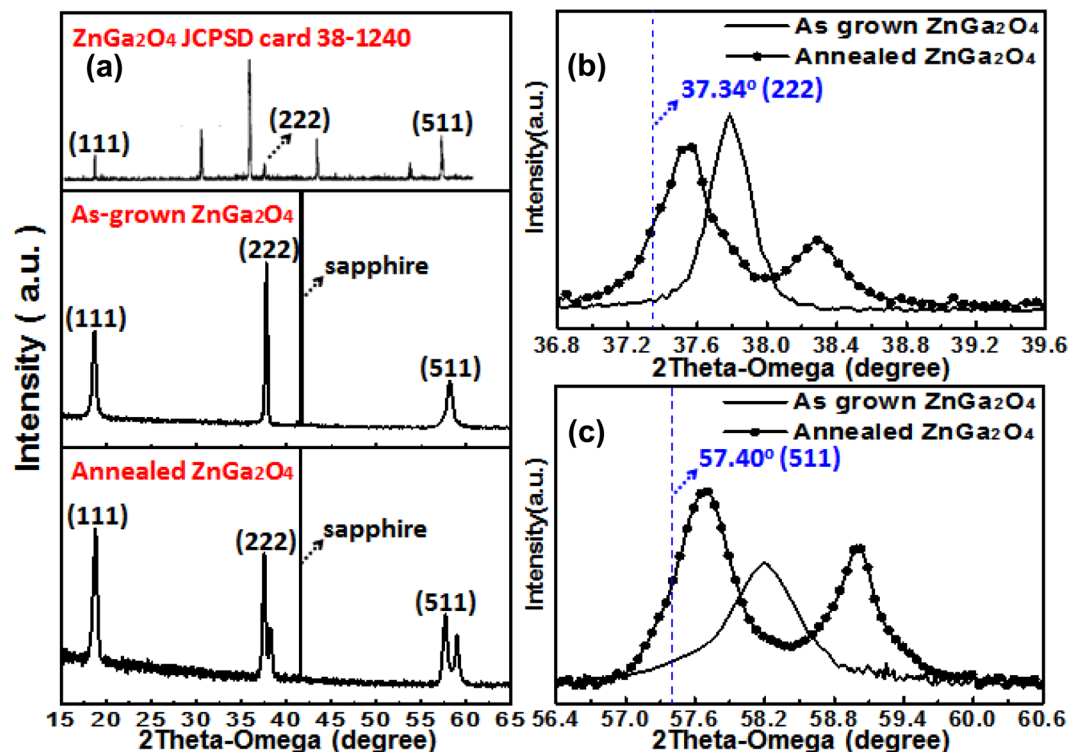 ZnGa₂O₄ JCPSD card 38-1240
(a)
(111)
(222)
(511)
As-grown ZnGa₂O₄
(111)
(222)
sapphire
(511)
Annealed ZnGa₂O₄
(111)
(222)
sapphire
(511)
Intensity ( a.u.)
15 20 25 30 35 40 45 50 55 60 65
2Theta-Omega (degree)
(b)
As grown ZnGa₂O₄
Annealed ZnGa₂O₄
37.34⁰ (222)
Intensity(a.u.)
36.8 37.2 37.6 38.0 38.4 38.8 39.2 39.6
2Theta-Omega (degree)
(c)
As grown ZnGa₂O₄
Annealed ZnGa₂O₄
57.40⁰ (511)
Intensity(a.u.)
56.4 57.0 57.6 58.2 58.8 59.4 60.0 60.6
2Theta-Omega (degree)